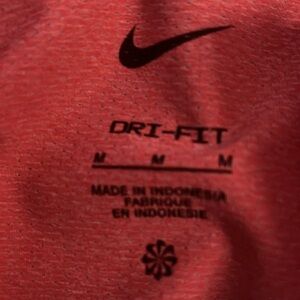 DRI-FIT
M M M
MADE IN INDONESIA
FABRIQUE
EN INDONESIE